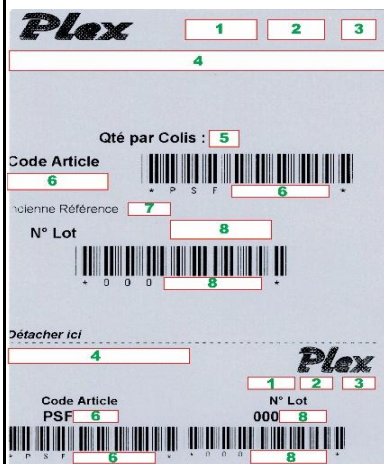 Plex 1 2 3
4
Qté par Colis : 5
Code Article
6
* P S F 6 *
ncienne Référence 7
8
N° Lot
* 0 0 0 8 *
Détacher ici
4
Plex
1 2 3
Code Article N° Lot
PSF 6 000 8
* P S F 6 * * 0 0 0 8 *